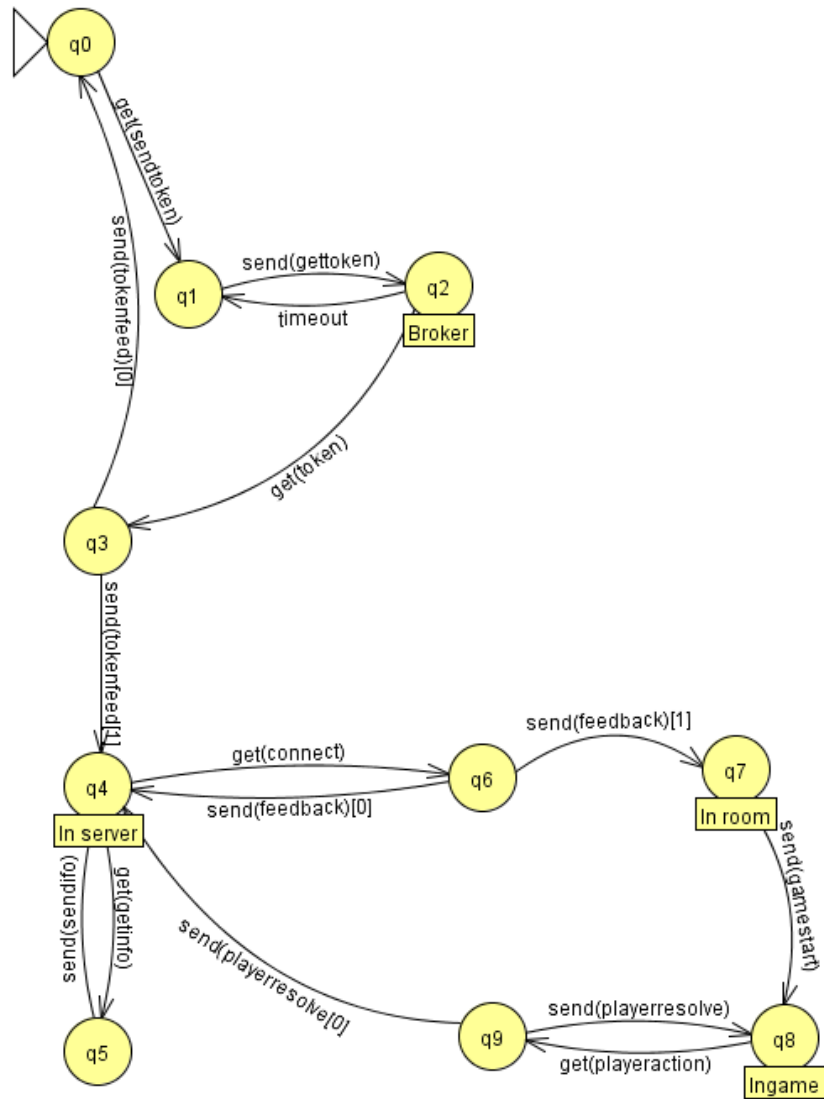 q0
get(sendtoken)
send(tokenfeed)[0]
send(gettoken)
q1
q2
timeout
Broker
get(token)
q3
send(tokenfeed[1]
get(connect)
send(feedback)[1]
q4
q6
q7
send(feedback)[0]
In server
In room
send(sendifo)
get(getinfo)
send(gamestart)
send(playerresolve[0]
send(playerresolve)
q5
q9
q8
get(playeraction)
Ingame